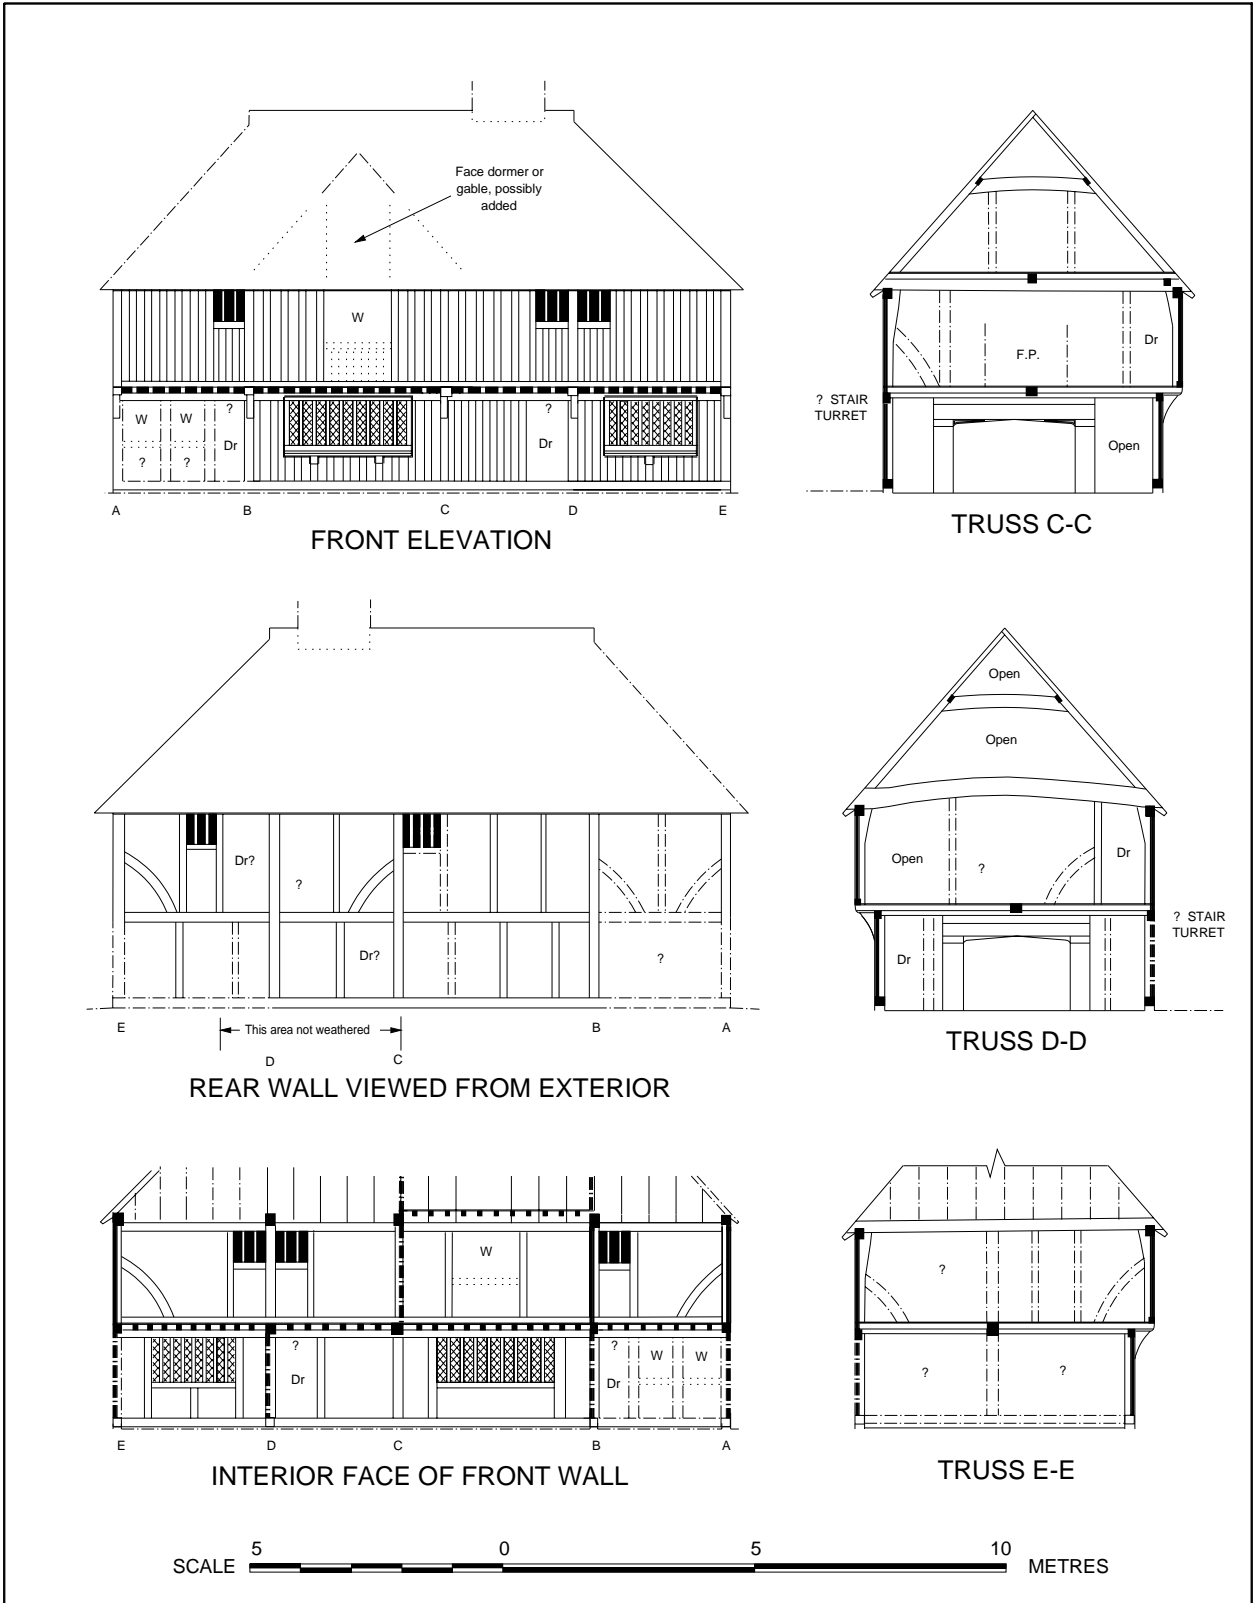 Face dormer or
gable, possibly
added
W
W W ?
Dr
? ?
? Dr
A B C D E
FRONT ELEVATION
F.P.
Dr
? STAIR
TURRET
Open
TRUSS C-C
Dr?
?
Dr?
?
E B A
This area not weathered
D C
REAR WALL VIEWED FROM EXTERIOR
Open
Open
Open
?
Dr
? STAIR
TURRET
Dr
TRUSS D-D
W
? ?
Dr Dr W W
E D C B A
INTERIOR FACE OF FRONT WALL
?
? ?
TRUSS E-E
5 0 5 10
SCALE METRES